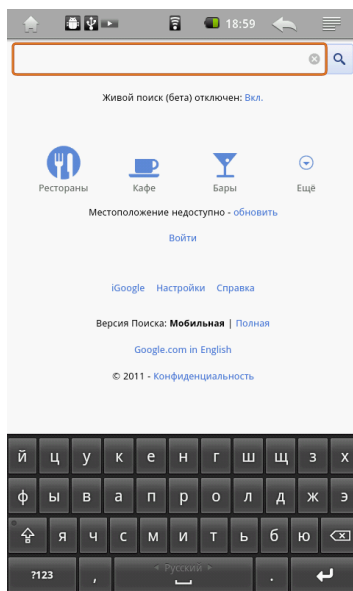 18:59
Живой поиск (бета) отключен: Вкл.
Рестораны Кафе Бары Ещё
Местоположение недоступно - обновить
Войти
iGoogle Настройки Справка
Версия Поиска: Мобильная | Полная
Google.com in English
© 2011 - Конфиденциальность
й ц у к е н г ш щ з х
ф ы в а п р о л д ж э
я ч с м и т ь б ю
?123 , Русский .